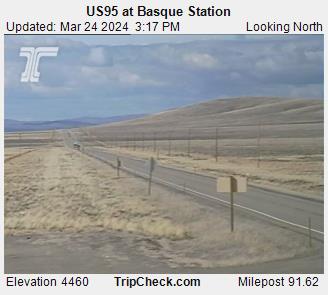 US95 at Basque Station
Updated: Mar 24 2024 3:17 PM Looking North
Elevation 4460 TripCheck.com Milepost 91.62